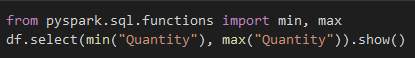 from pyspark.sql.functions import min, max
df.select(min("Quantity"), max("Quantity")).show()